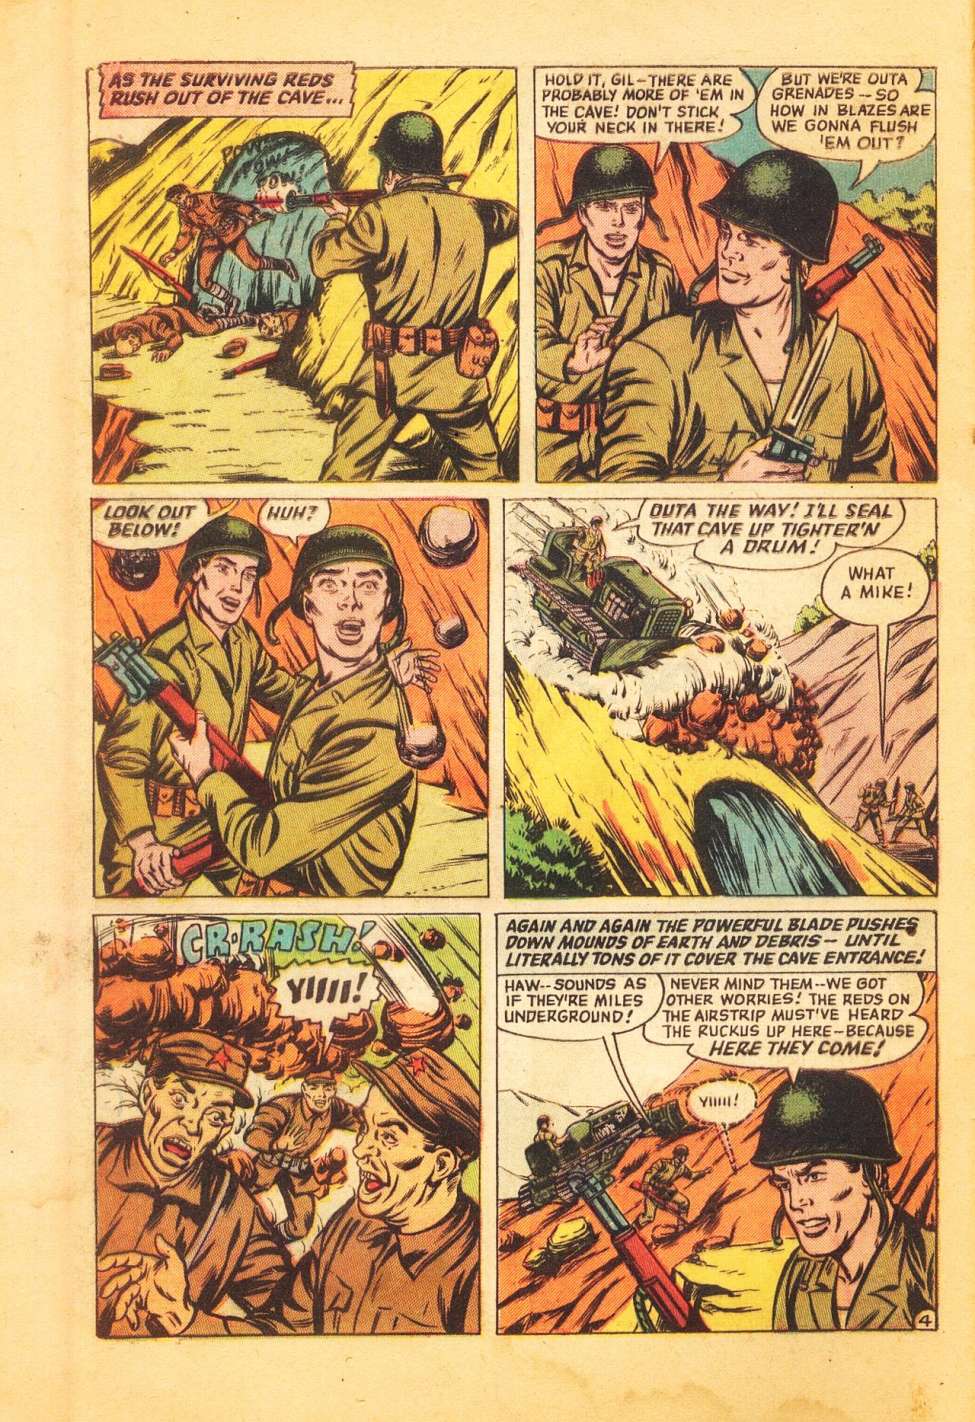 AS THE SURVIVING REDS
RUSH OUT OF THE CAVE...
POW!
POW!
POW!
HOLD IT, GIL--THERE ARE
PROBABLY MORE OF 'EM IN
THE CAVE! DON'T STICK
YOUR NECK IN THERE!
BUT WE'RE OUTA
GRENADES--SO
HOW IN BLAZES ARE
WE GONNA FLUSH
'EM OUT?
LOOK OUT
BELOW!
HUH?
OUTA THE WAY! I'LL SEAL
THAT CAVE UP TIGHTER'N
A DRUM!
WHAT
A MIKE!
CR-RASH!
YIIII!
AGAIN AND AGAIN THE POWERFUL BLADE PUSHES
DOWN MOUNDS OF EARTH AND DEBRIS-- UNTIL
LITERALLY TONS OF IT COVER THE CAVE ENTRANCE!
HAW--SOUNDS AS
IF THEY'RE MILES
UNDERGROUND!
NEVER MIND THEM--WE GOT
OTHER WORRIES! THE REDS ON
THE AIRSTRIP MUST'VE HEARD
THE RUCKUS UP HERE--BECAUSE
HERE THEY COME!
YIIIII!
4